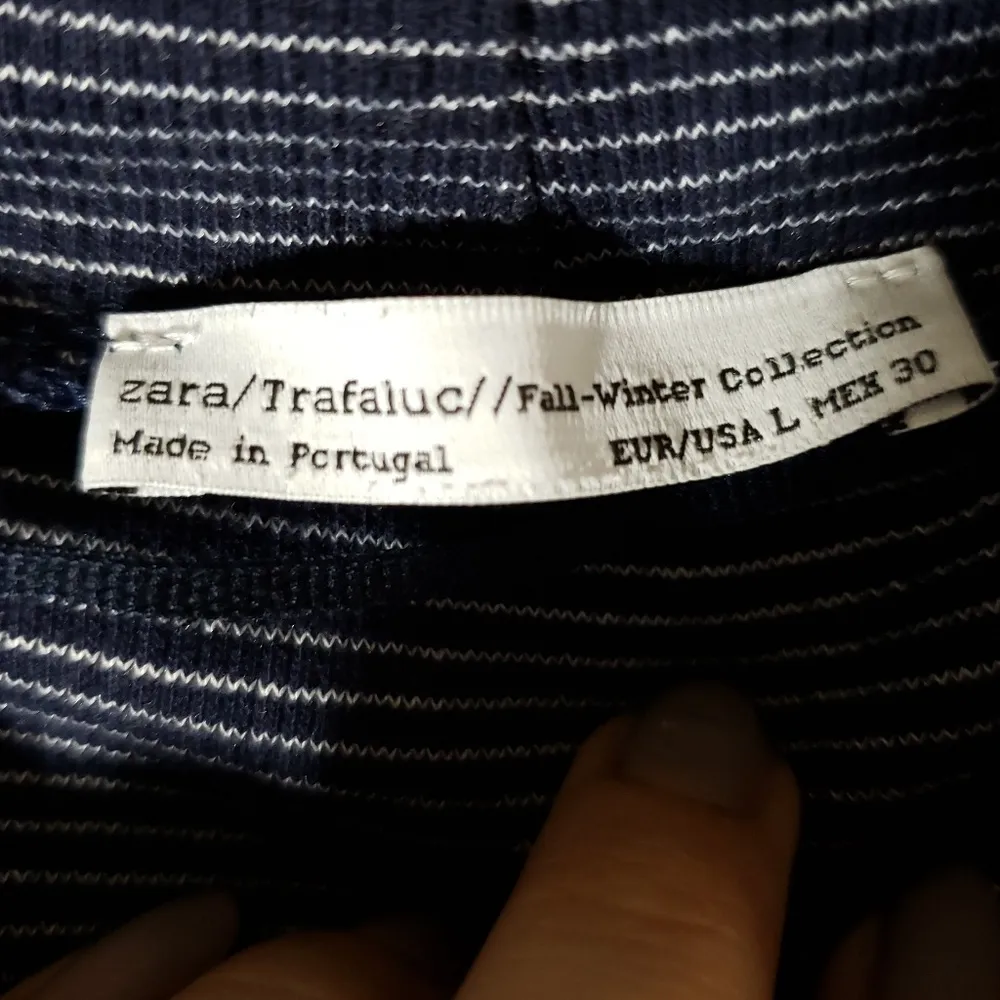 zara/Trafaluc//Fall-Winter Collection
Made in Portugal EUR/USA L MEX 30